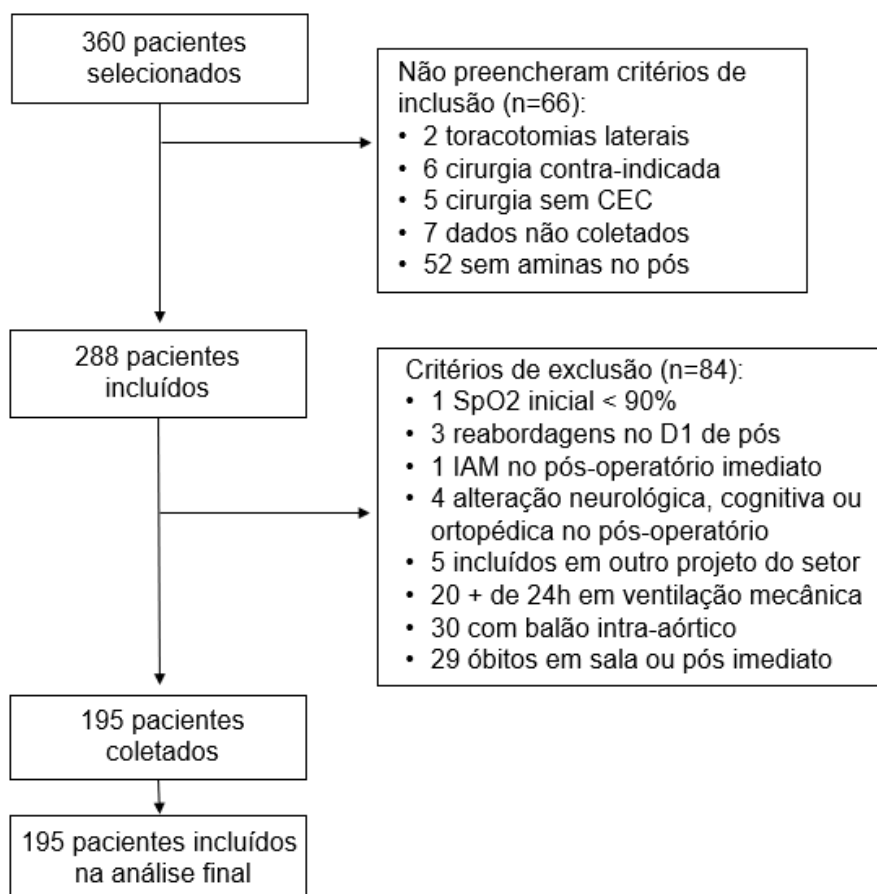 360 pacientes
selecionados
Não preencheram critérios de
inclusão (n=66):
• 2 toracotomias laterais
• 6 cirurgia contra-indicada
• 5 cirurgia sem CEC
• 7 dados não coletados
• 52 sem aminas no pós
288 pacientes
incluídos
Critérios de exclusão (n=84):
• 1 SpO2 inicial < 90%
• 3 reabordagens no D1 de pós
• 1 IAM no pós-operatório imediato
• 4 alteração neurológica, cognitiva ou
ortopédica no pós-operatório
• 5 incluídos em outro projeto do setor
• 20 + de 24h em ventilação mecânica
• 30 com balão intra-aórtico
• 29 óbitos em sala ou pós imediato
195 pacientes
coletados
195 pacientes incluídos
na análise final